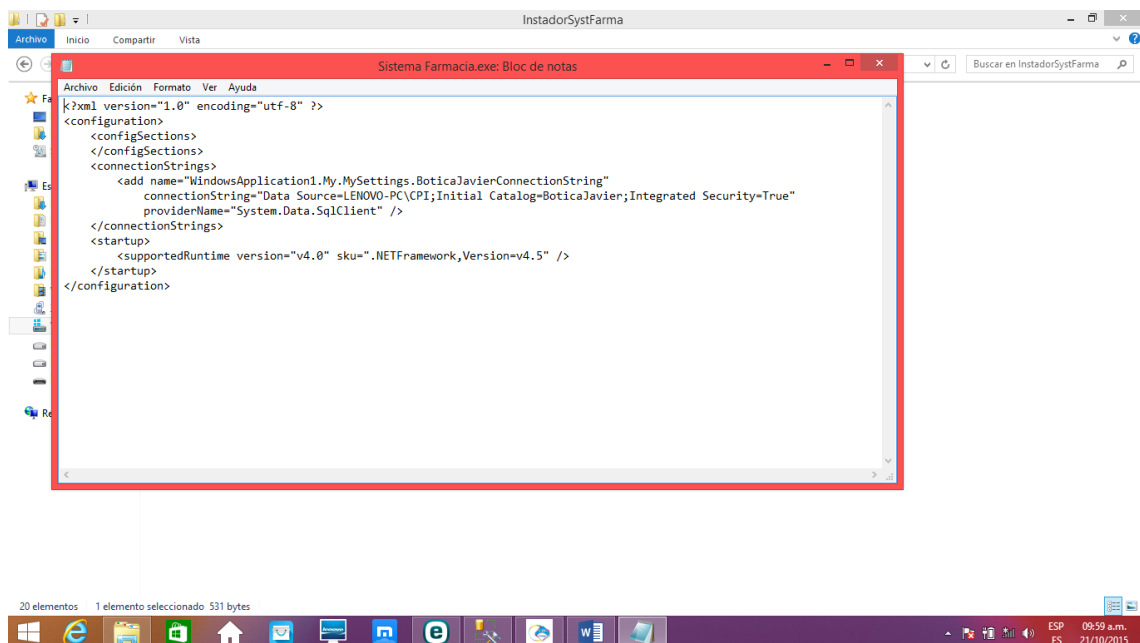 InstadorSystFarma
Archivo Inicio Compartir Vista
Buscar en InstadorSystFarma
Sistema Farmacia.exe: Bloc de notas
Archivo Edición Formato Ver Ayuda
<?xml version="1.0" encoding="utf-8" ?>
<configuration>
    <configSections>
    </configSections>
    <connectionStrings>
        <add name="WindowsApplication1.My.MySettings.BoticaJavierConnectionString"
            connectionString="Data Source=LENOVO-PC\CPI;Initial Catalog=BoticaJavier;Integrated Security=True"
            providerName="System.Data.SqlClient" />
    </connectionStrings>
    <startup>
        <supportedRuntime version="v4.0" sku=".NETFramework,Version=v4.5" />
    </startup>
</configuration>
Fa
Es
Re
20 elementos 1 elemento seleccionado 531 bytes
lenovo
ESP 09:59 a.m.
ES 21/10/2015